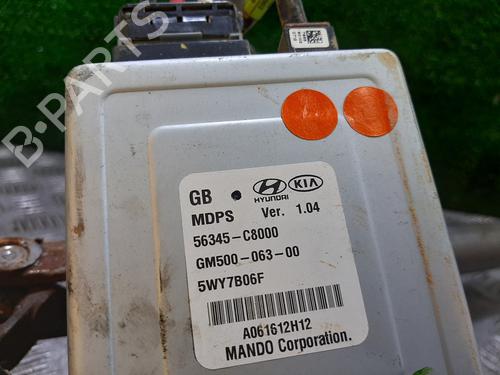 B-PARTS
GB HYUNDAI KIA
MDPS Ver. 1.04
56345-C8000
GM500-063-00
5WY7B06F
A061612H12
MANDO Corporation.